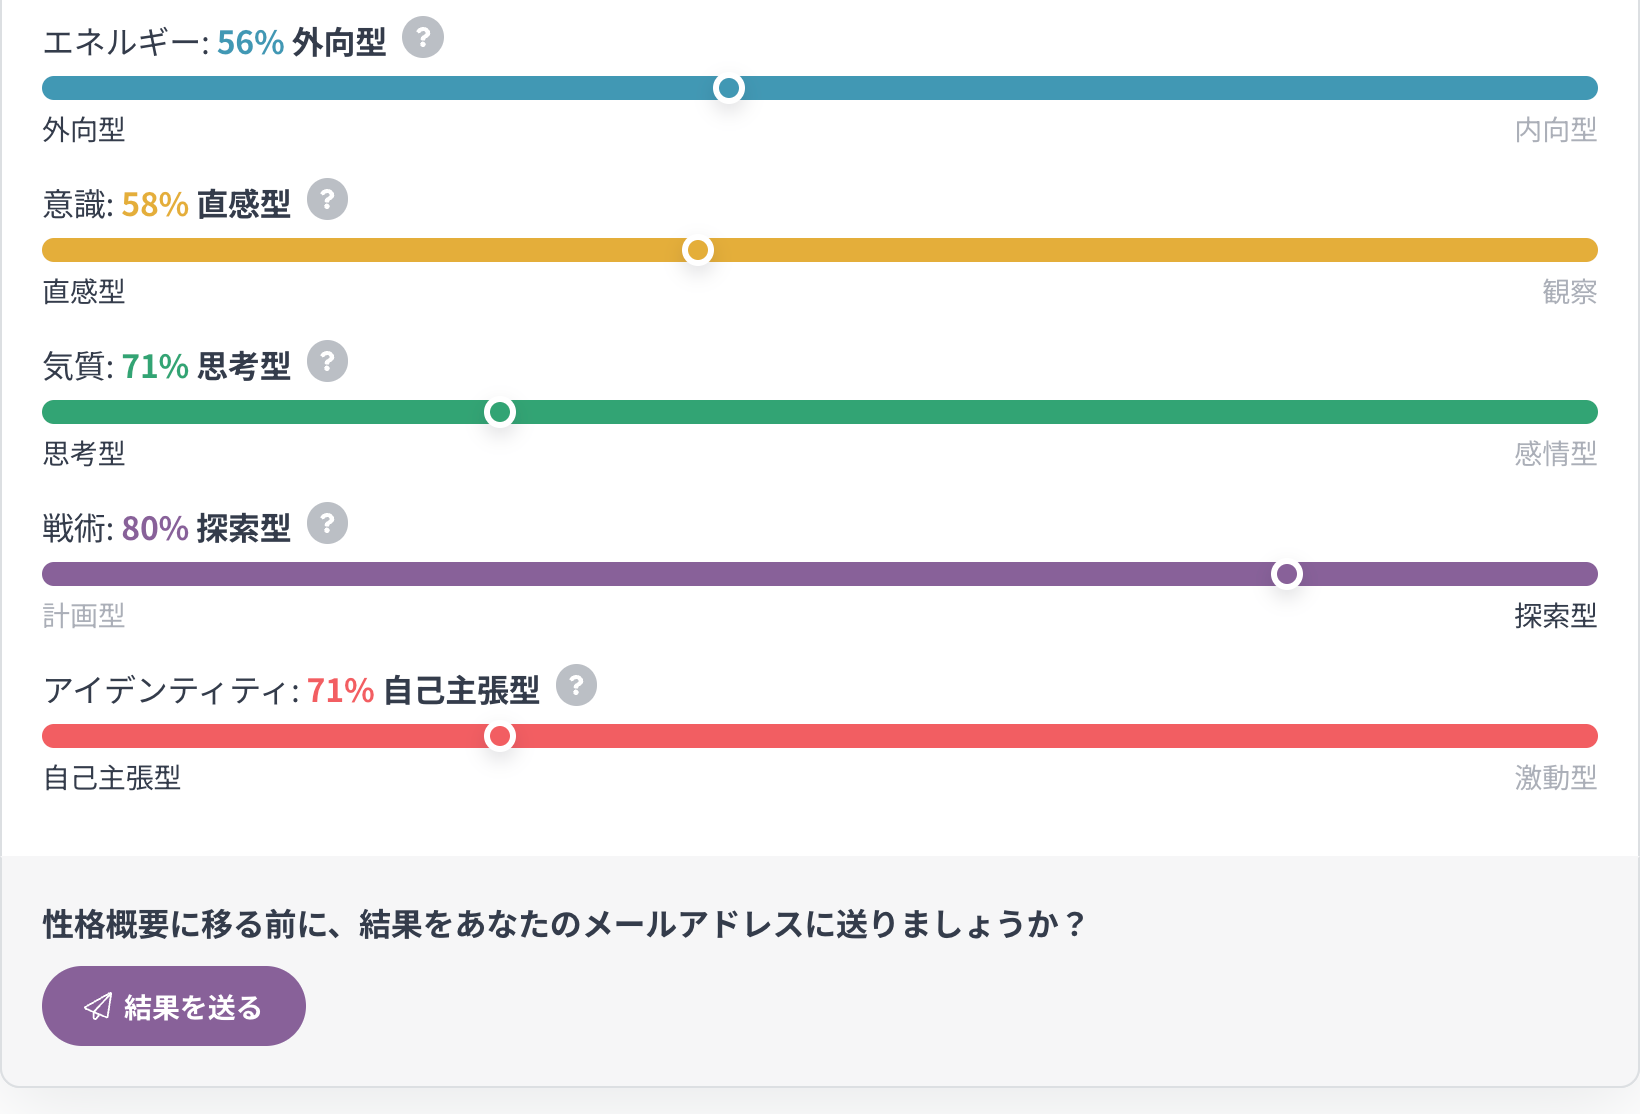 エネルギー: 56% 外向型 ?
外向型 内向型
意識: 58% 直感型 ?
直感型 観察
気質: 71% 思考型 ?
思考型 感情型
戦術: 80% 探索型 ?
計画型 探索型
アイデンティティ: 71% 自己主張型 ?
自己主張型 激動型
性格概要に移る前に、結果をあなたのメールアドレスに送りましょうか？
結果を送る